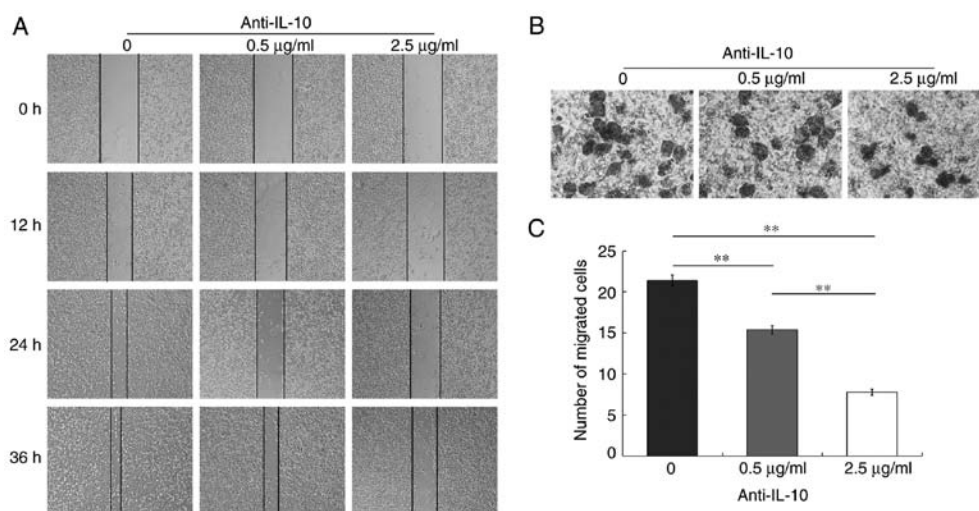 A
Anti-IL-10
0 0.5 µg/ml 2.5 µg/ml
0 h
12 h
24 h
36 h
B
Anti-IL-10
0 0.5 µg/ml 2.5 µg/ml
C
**
**
**
Number of migrated cells
25
20
15
10
5
0
0 0.5 µg/ml 2.5 µg/ml
Anti-IL-10